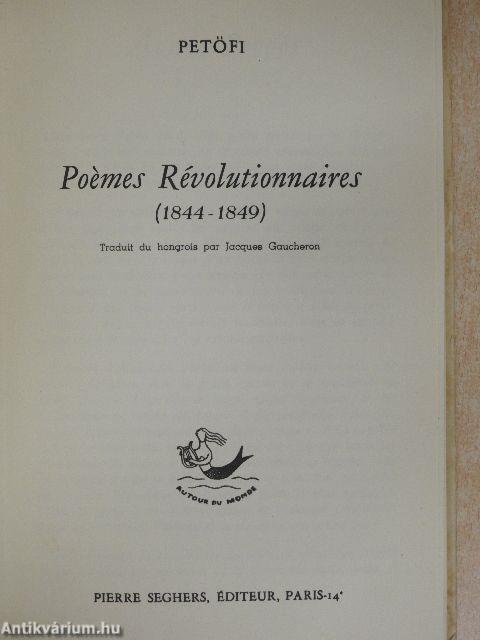 PETÖFI
Poèmes Révolutionnaires
(1844-1849)
Traduit du hongrois par Jacques Gaucheron
AUTOUR DU MONDE
PIERRE SEGHERS, ÉDITEUR, PARIS-14ᵉ
Antikvárium.hu